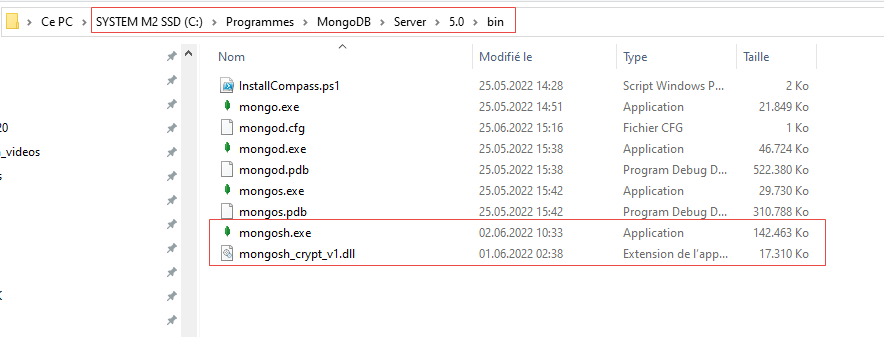 Ce PC > SYSTEM M2 SSD (C:) > Programmes > MongoDB > Server > 5.0 > bin
Nom Modifié le Type Taille
InstallCompass.ps1 25.05.2022 14:28 Script Windows P... 2 Ko
mongo.exe 25.05.2022 14:51 Application 21.849 Ko
20 mongod.cfg 25.06.2022 15:16 Fichier CFG 1 Ko
_videos mongod.exe 25.05.2022 15:38 Application 46.724 Ko
s mongod.pdb 25.05.2022 15:38 Program Debug D... 522.380 Ko
mongos.exe 25.05.2022 15:42 Application 29.730 Ko
mongos.pdb 25.05.2022 15:42 Program Debug D... 310.788 Ko
mongosh.exe 02.06.2022 10:33 Application 142.463 Ko
mongosh_crypt_v1.dll 01.06.2022 02:38 Extension de l'app... 17.310 Ko